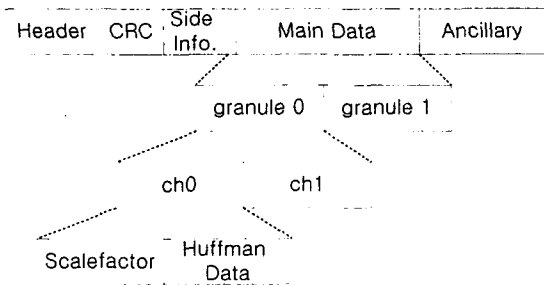 Header CRC Side Info. Main Data Ancillary
granule 0 granule 1
ch0 ch1
Scalefactor Huffman Data